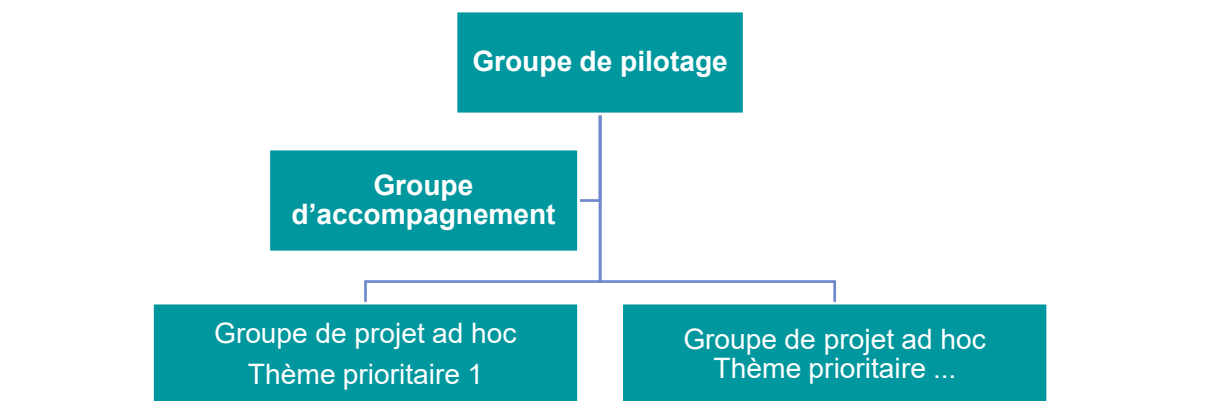 Groupe de pilotage
Groupe
d’accompagnement
Groupe de projet ad hoc
Thème prioritaire 1
Groupe de projet ad hoc
Thème prioritaire ...